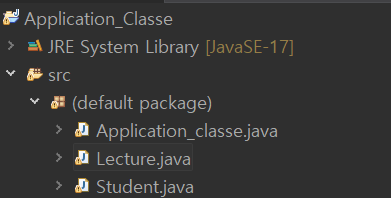 Application_Classe
JRE System Library [JavaSE-17]
src
(default package)
Application_classe.java
Lecture.java
Student.java